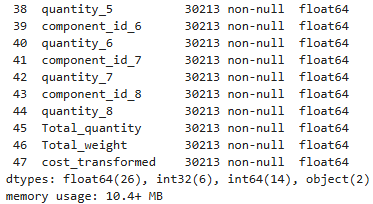 38 quantity_5 30213 non-null float64
39 component_id_6 30213 non-null float64
40 quantity_6 30213 non-null float64
41 component_id_7 30213 non-null float64
42 quantity_7 30213 non-null float64
43 component_id_8 30213 non-null float64
44 quantity_8 30213 non-null float64
45 Total_quantity 30213 non-null float64
46 Total_weight 30213 non-null float64
47 cost_transformed 30213 non-null float64
dtypes: float64(26), int32(6), int64(14), object(2)
memory usage: 10.4+ MB